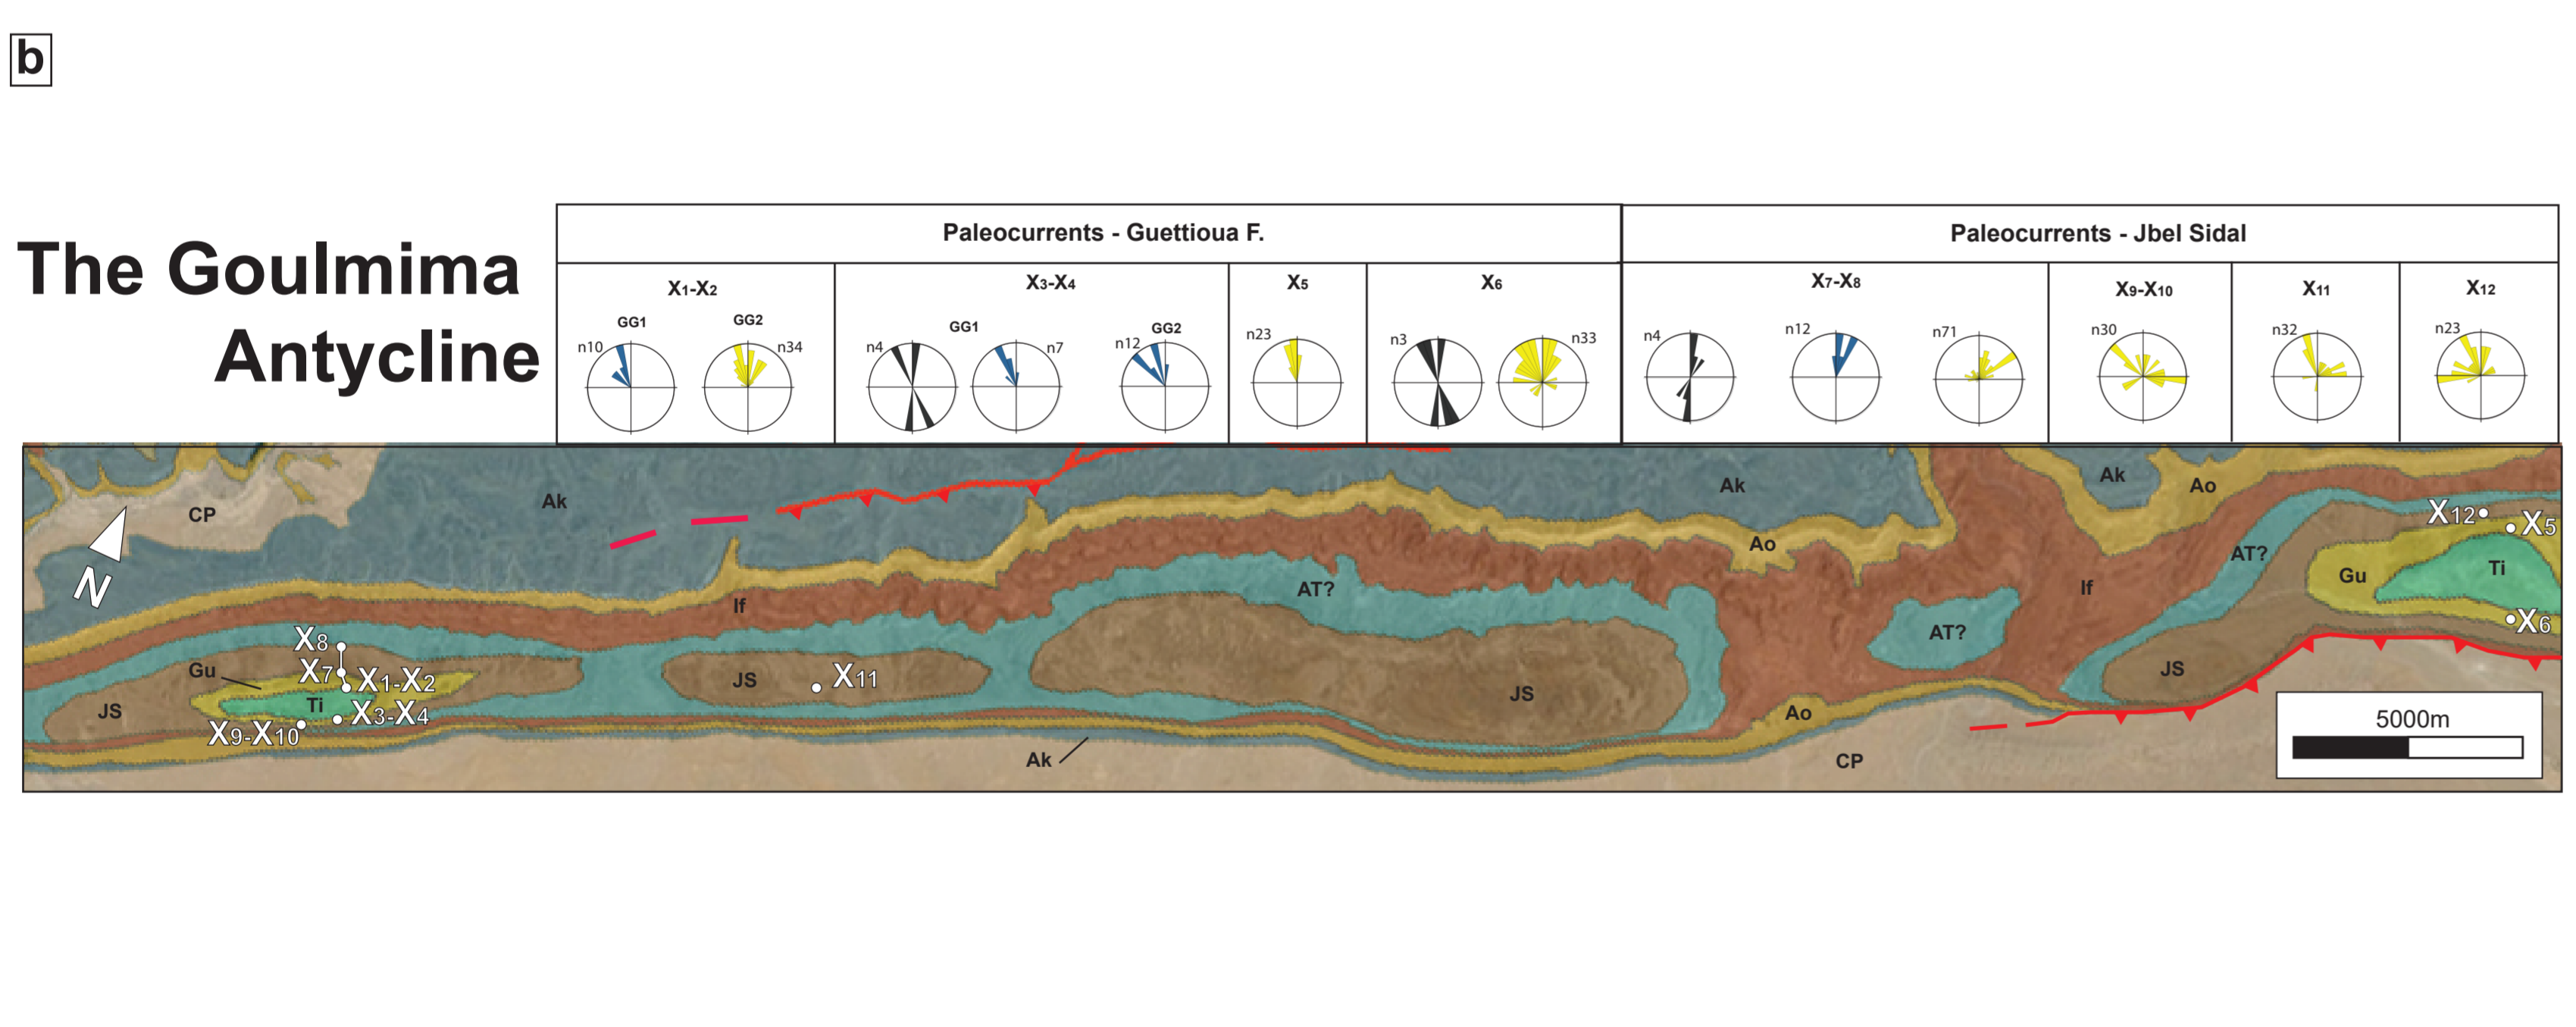 b
The Goulmima
Antycline
Paleocurrents - Guettioua F.
Paleocurrents - Jbel Sidal
X1-X2
X3-X4
X5
X6
X7-X8
X9-X10
X11
X12
GG1
GG2
GG1
GG2
n10
n34
n4
n7
n12
n23
n3
n33
n4
n12
n71
n30
n32
n23
CP
Ak
Ak
Ak
Ao
X12
X5
N
Ao
AT?
Ti
Gu
If
AT?
If
X8
AT?
X6
Gu
X7
X1-X2
JS
X11
JS
JS
JS
Ti
X3-X4
Ao
X9-X10
Ak
CP
5000m